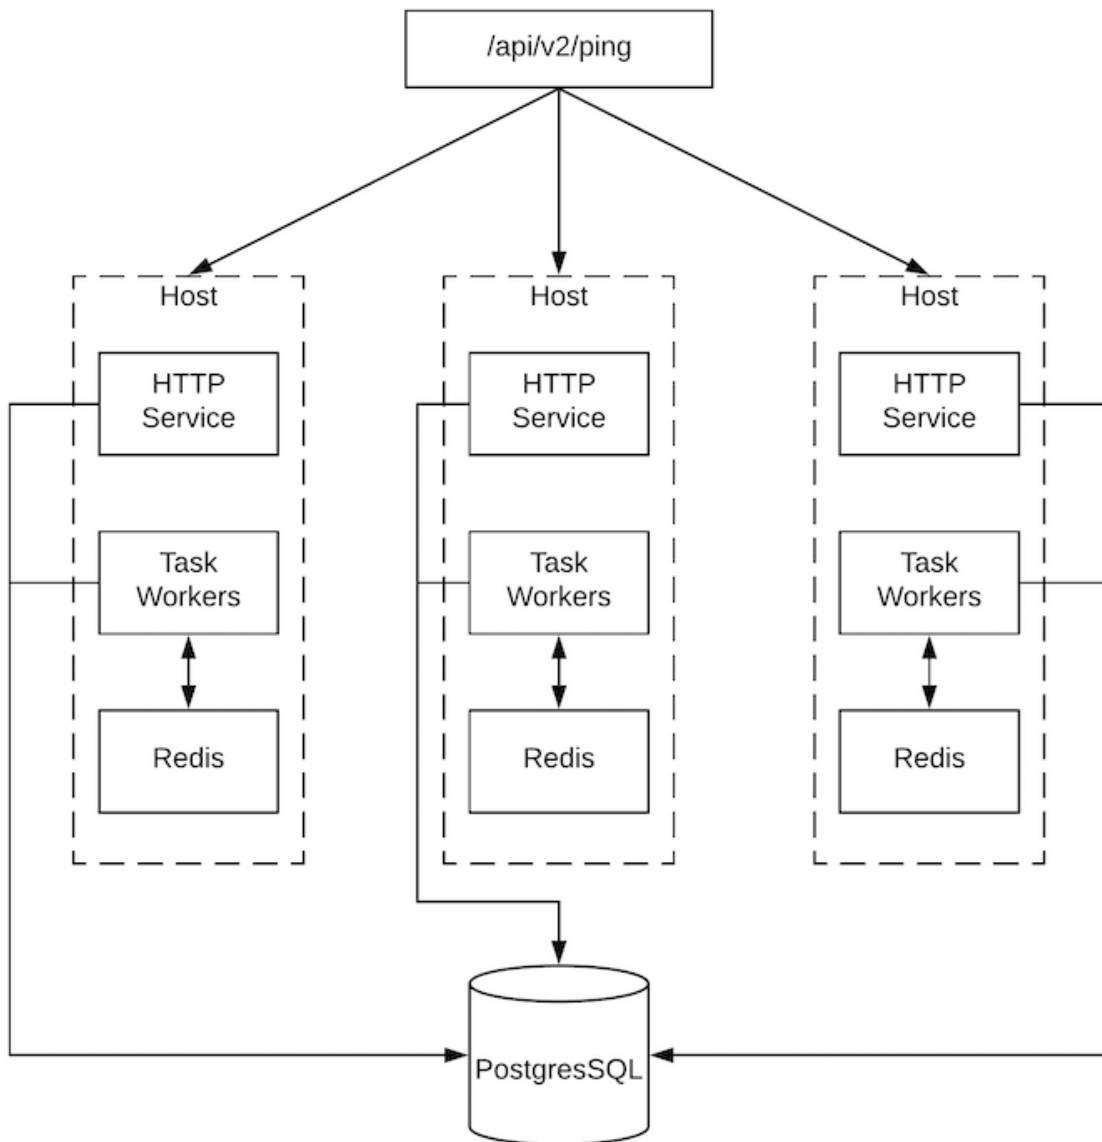 /api/v2/ping
Host
Host
Host
HTTP
Service
HTTP
Service
HTTP
Service
Task
Workers
Task
Workers
Task
Workers
Redis
Redis
Redis
PostgresSQL